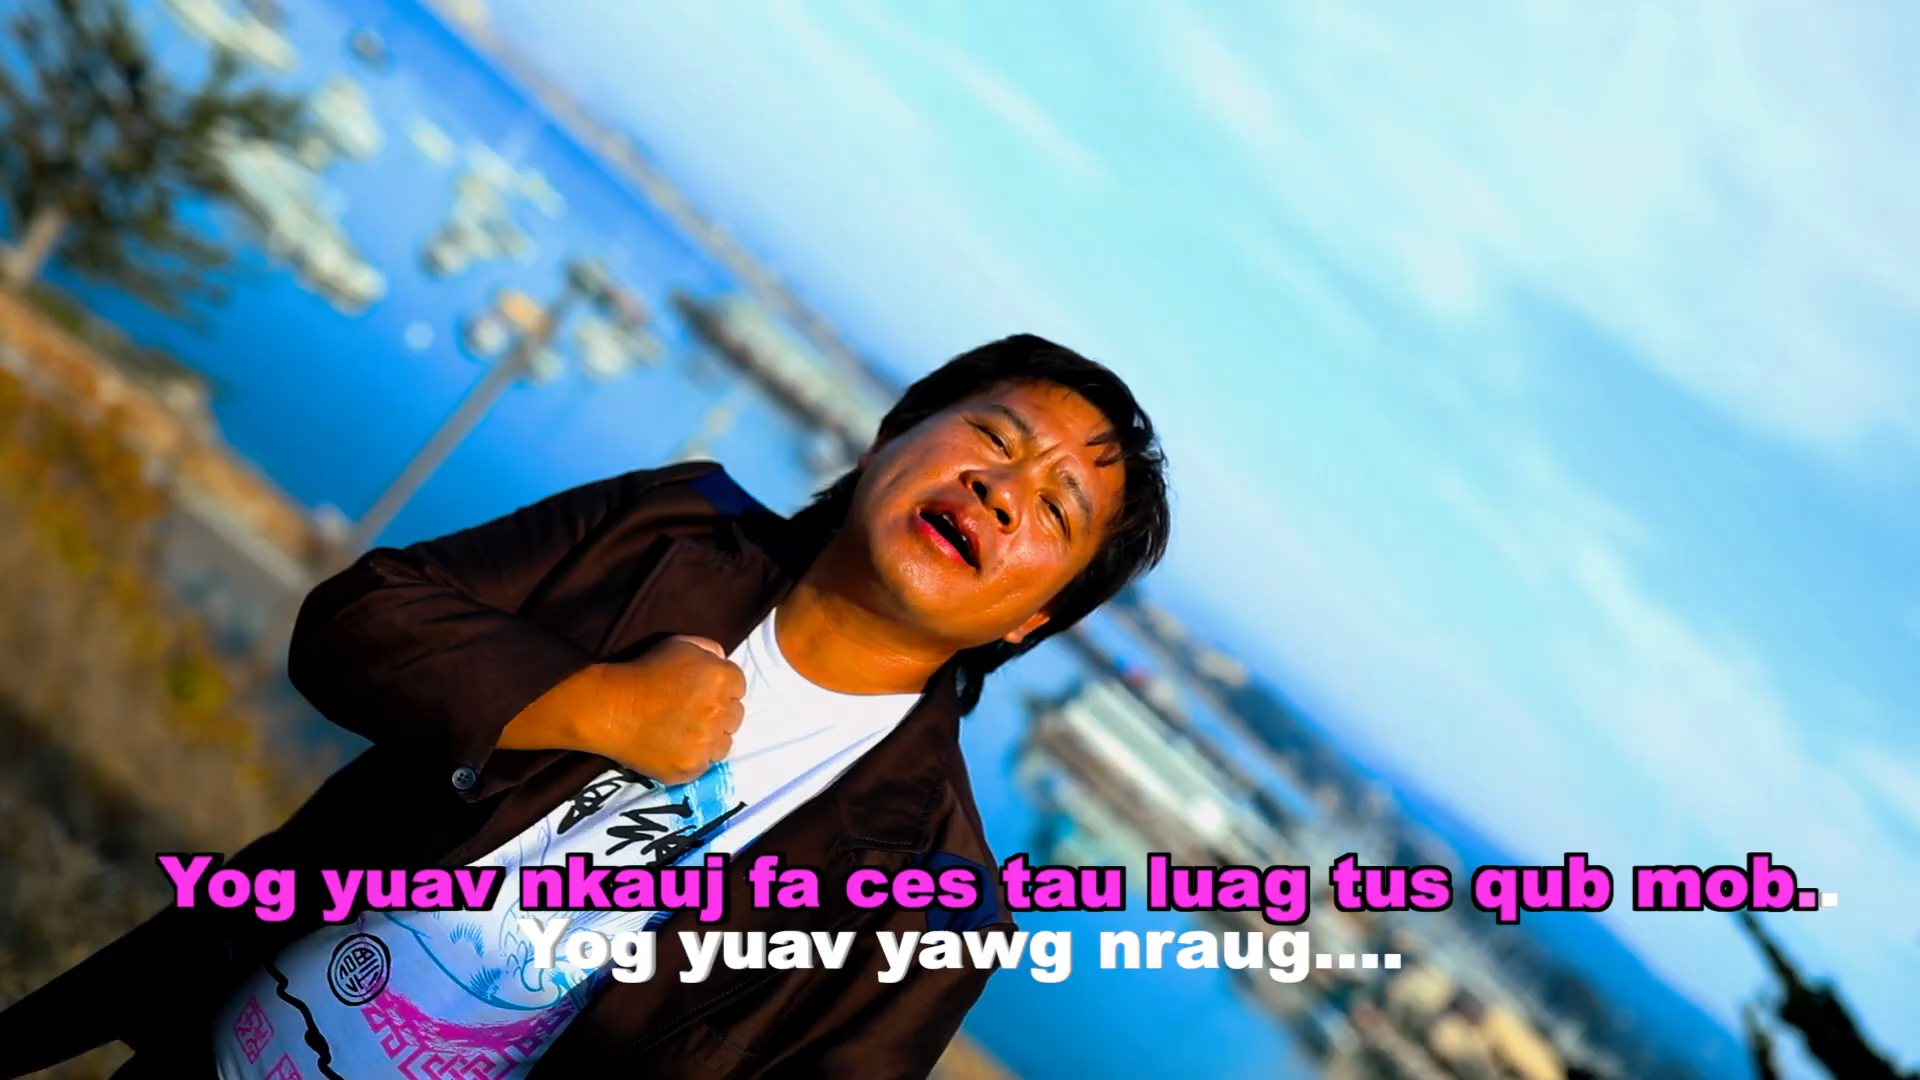 Yog yuav nkauj fa ces tau luag tus qub mob..
Yog yuav yawg nraug....